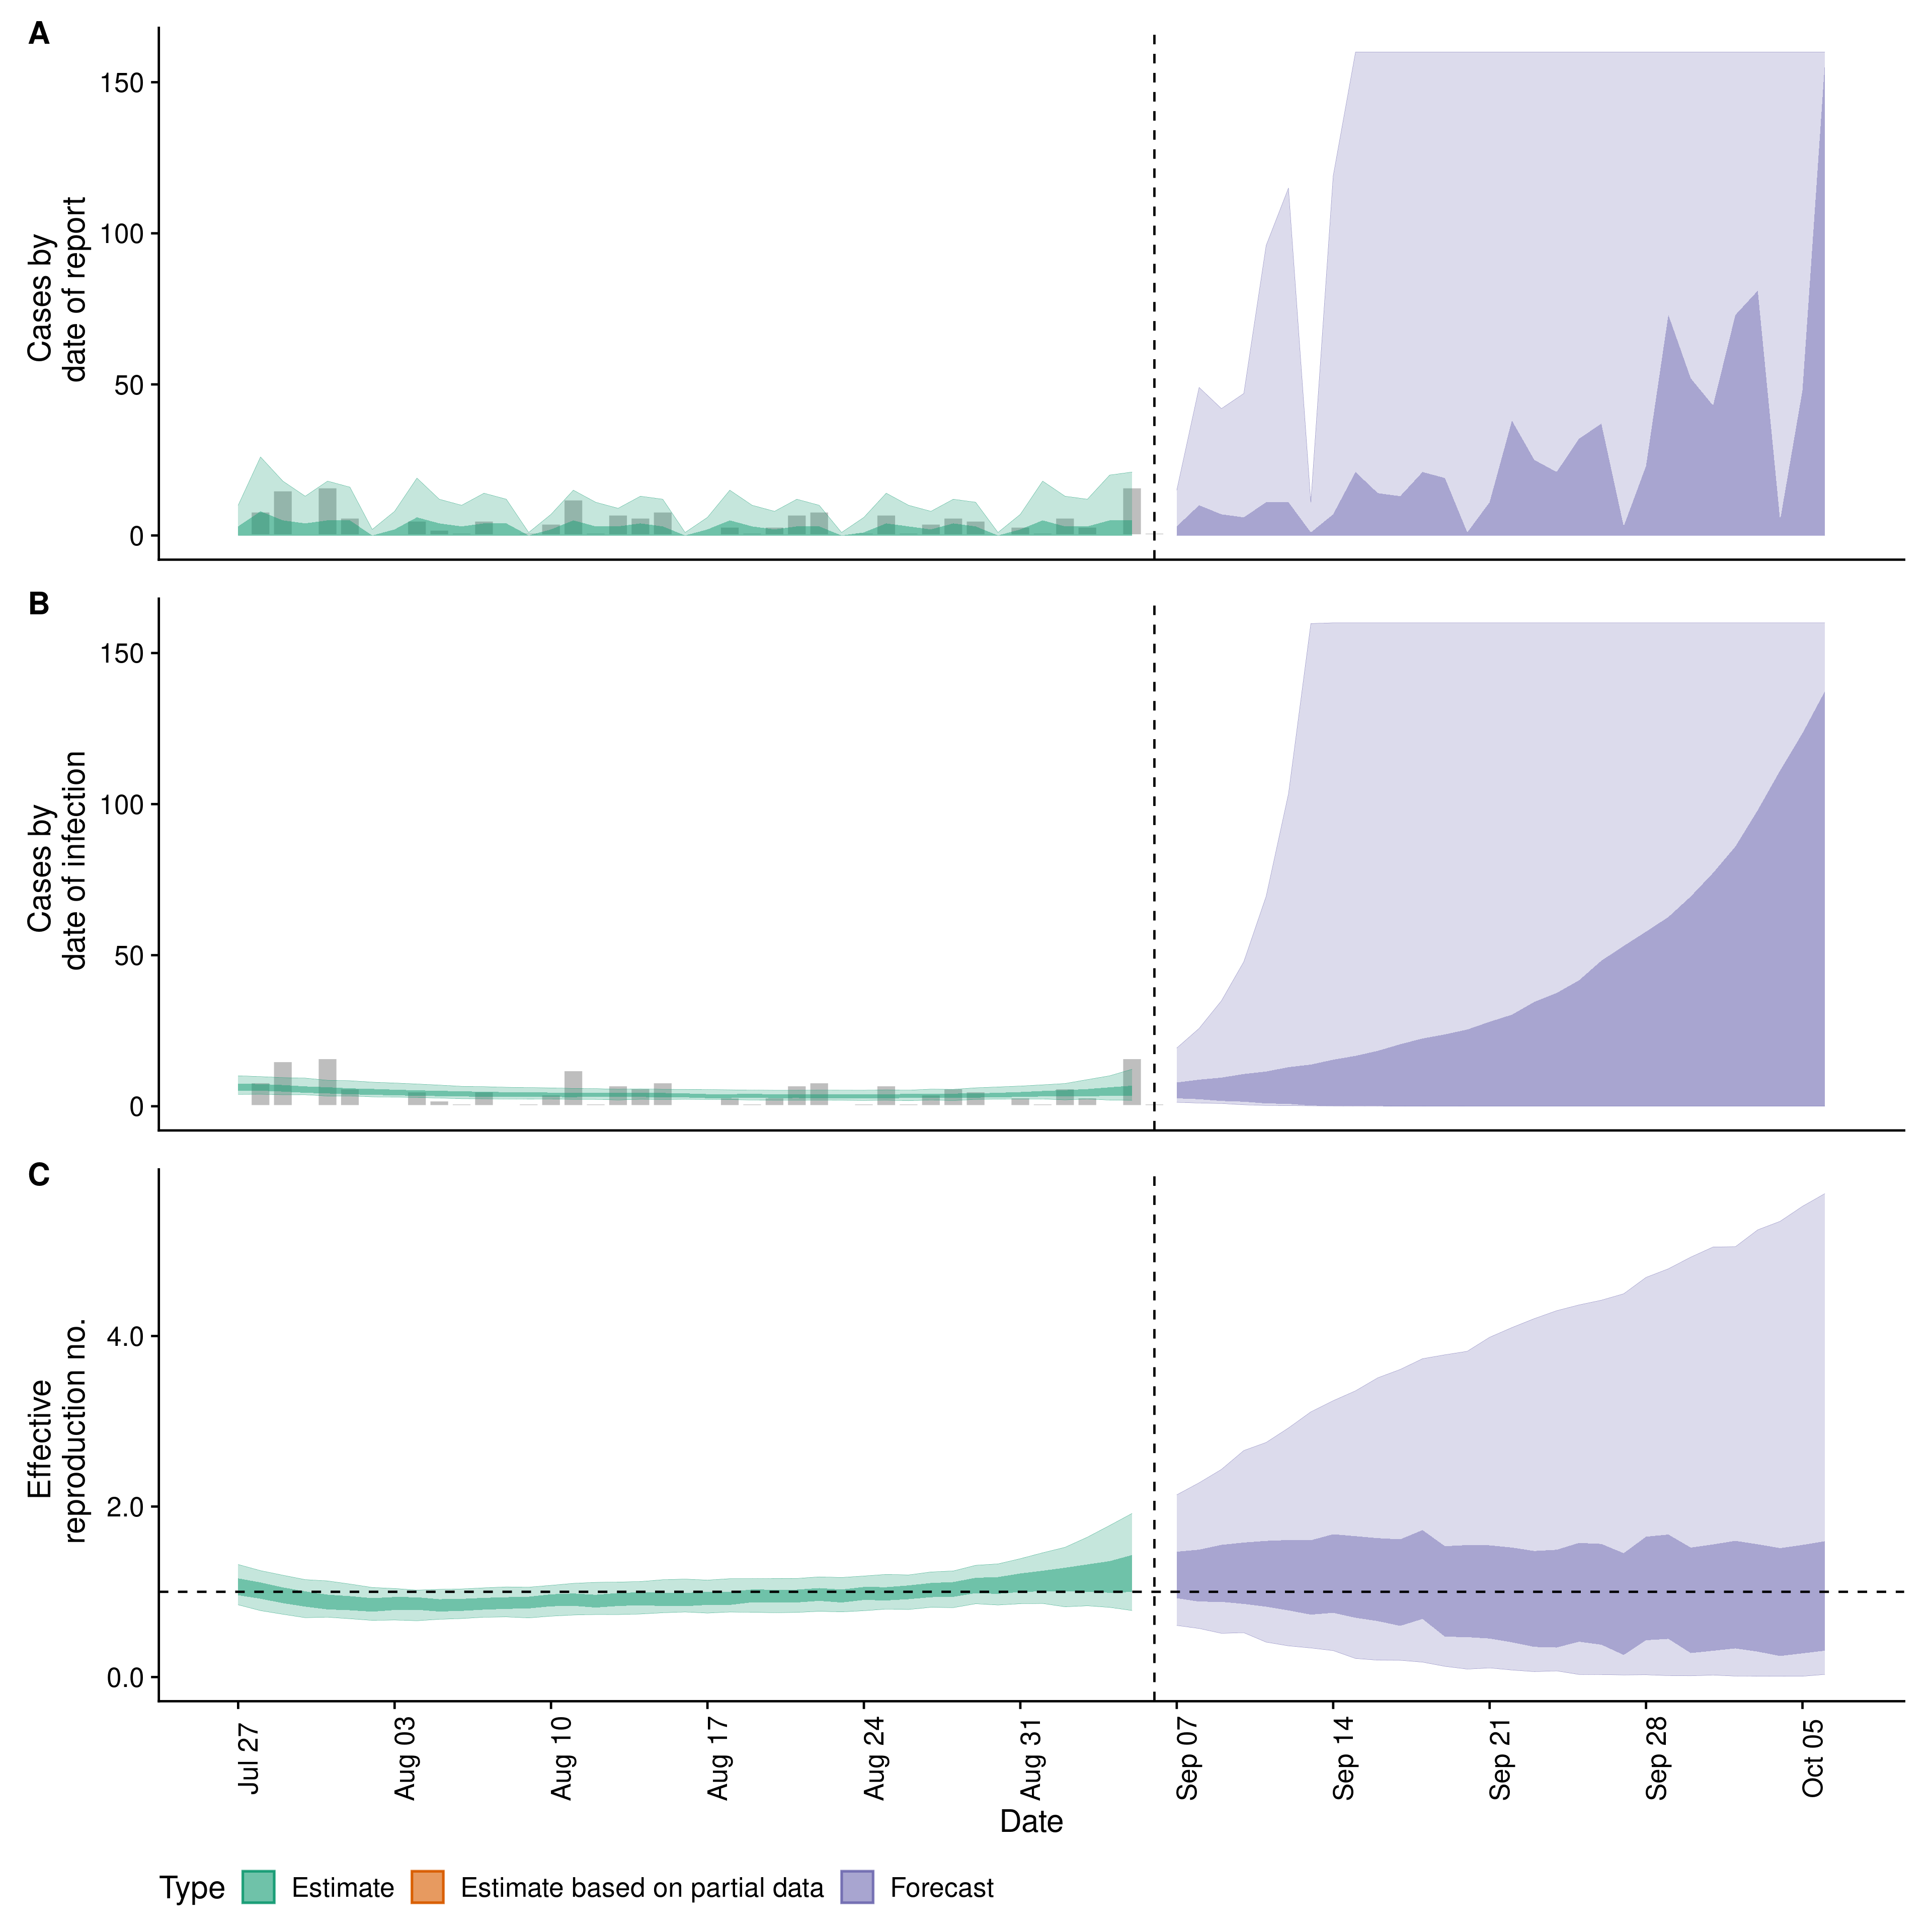 A
150
100
50
0
Cases by
date of report
B
150
100
50
0
Cases by
date of infection
C
4.0
2.0
0.0
Effective
reproduction no.
Jul 27
Aug 03
Aug 10
Aug 17
Aug 24
Aug 31
Sep 07
Sep 14
Sep 21
Sep 28
Oct 05
Date
Type Estimate Estimate based on partial data Forecast